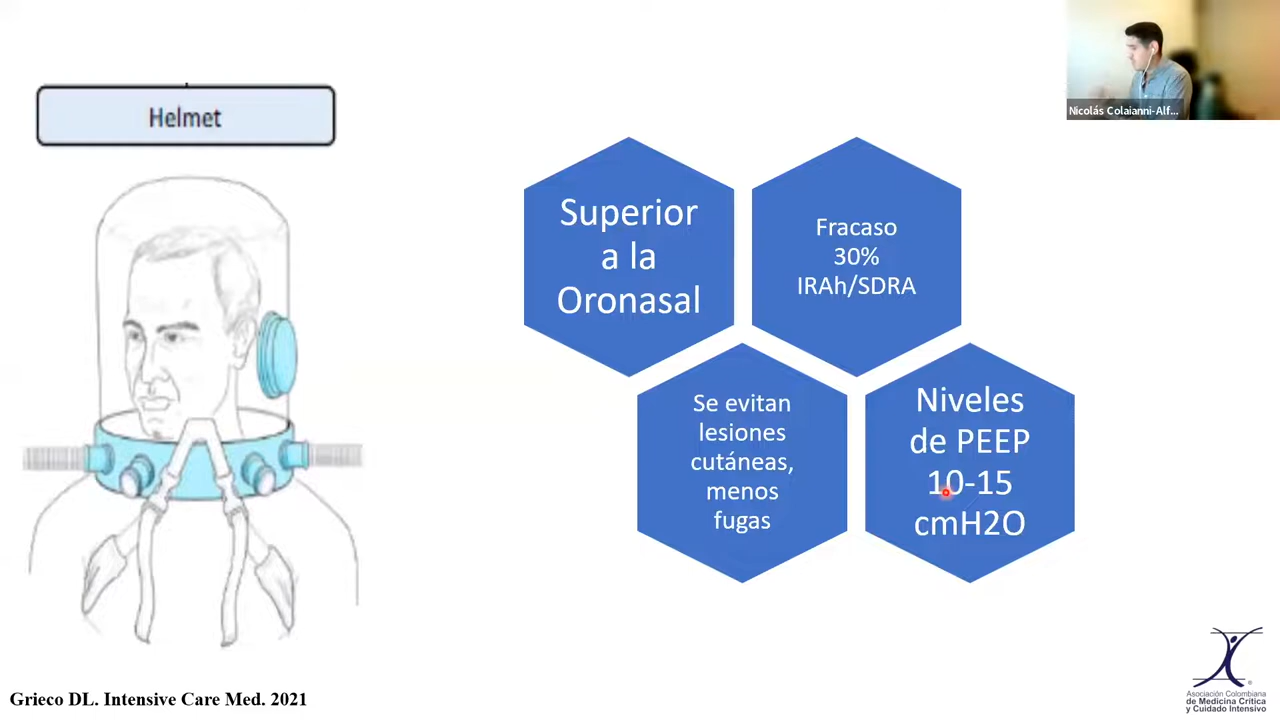 Nicolás Colaianni-Alf...
Helmet
Superior
a la
Oronasal
Fracaso
30%
IRAh/SDRA
Se evitan
lesiones
cutáneas,
menos
fugas
Niveles
de PEEP
10-15
cmH2O
Grieco DL. Intensive Care Med. 2021
Asociación Colombiana
de Medicina Crítica
y Cuidado Intensivo